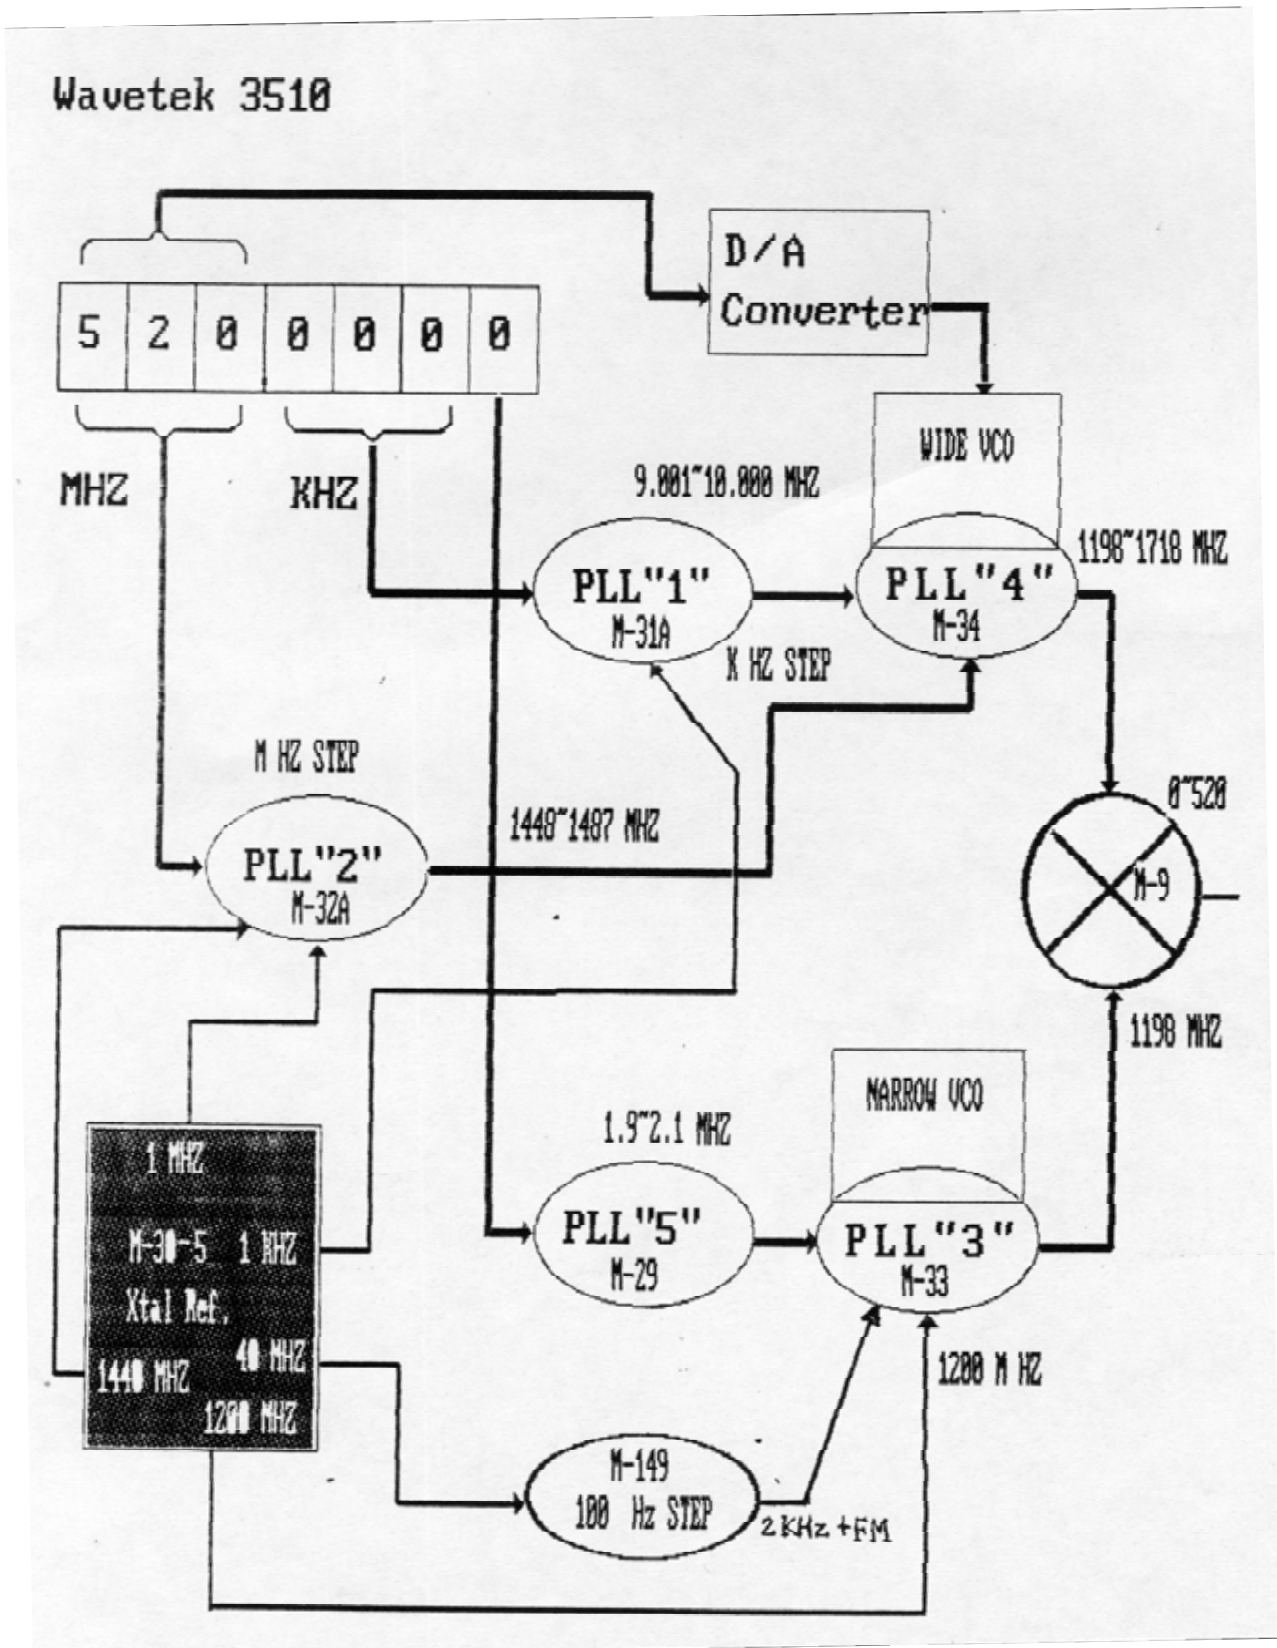 Wavetek 3510
D/A
Converter
5 2 0 0 0 0 0
WIDE VCO
MHZ
KHZ
9.001~10.000 MHZ
1198~1718 MHZ
PLL"1"
M-31A
PLL"4"
M-34
K HZ STEP
M HZ STEP
0~520
1448~1487 MHZ
PLL"2"
M-32A
M-9
1198 MHZ
NARROW VCO
1.9~2.1 MHZ
1 MHZ
PLL"5"
M-29
PLL"3"
M-33
M-30-5 1 KHZ
Xtal Ref.
40 MHZ
1440 MHZ
1200 MHZ
1200 M HZ
M-149
100 Hz STEP
2KHz+FM